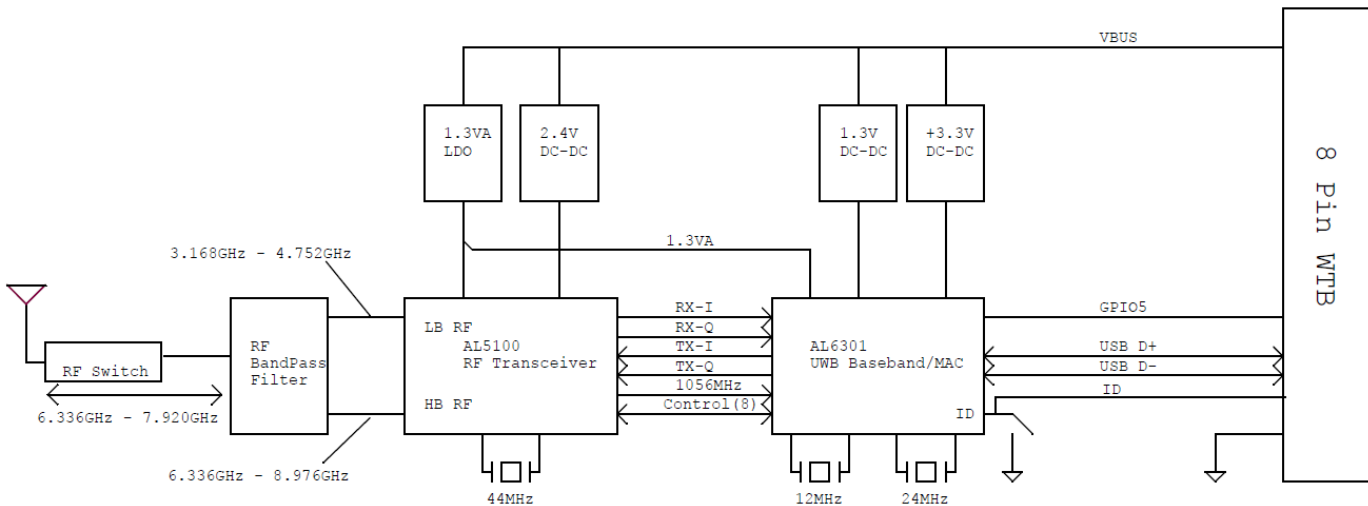 VBUS
1.3VA
LDO
2.4V
DC-DC
1.3V
DC-DC
+3.3V
DC-DC
8 Pin WTB
1.3VA
3.168GHz - 4.752GHz
RF Switch
6.336GHz - 7.920GHz
RF
BandPass
Filter
6.336GHz - 8.976GHz
LB RF
AL5100
RF Transceiver
HB RF
44MHz
RX-I
RX-Q
TX-I
TX-Q
1056MHz
Control(8)
AL6301
UWB Baseband/MAC
ID
12MHz
24MHz
GPIO5
USB D+
USB D-
ID